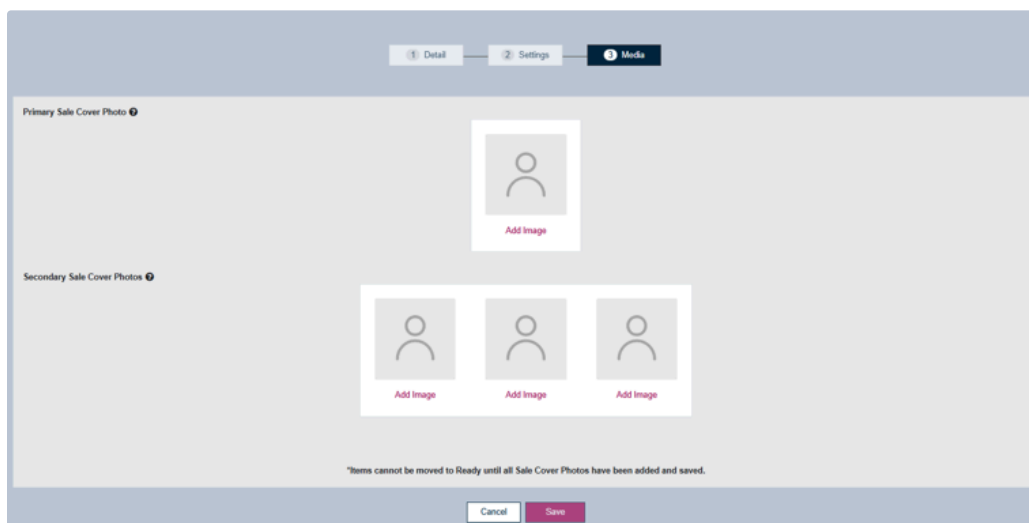 1 Detail 2 Settings 3 Media
Primary Sale Cover Photo ?
Add Image
Secondary Sale Cover Photos ?
Add Image Add Image Add Image
*Items cannot be moved to Ready until all Sale Cover Photos have been added and saved.
Cancel Save